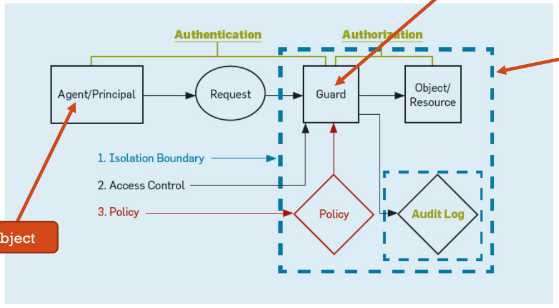 Authentication
Authorization
Agent/Principal
Request
Guard
Object/
Resource
1. Isolation Boundary
2. Access Control
3. Policy
Policy
Audit Log
bject